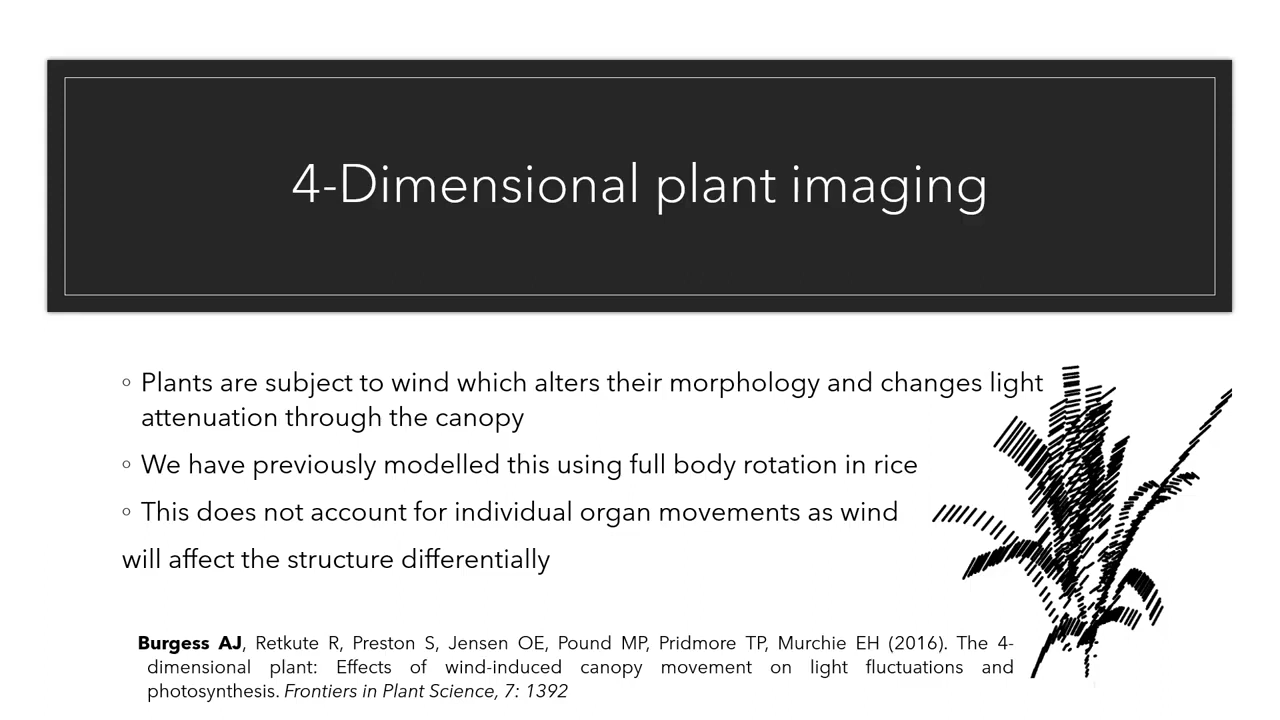 4-Dimensional plant imaging
◦ Plants are subject to wind which alters their morphology and changes light
attenuation through the canopy
◦ We have previously modelled this using full body rotation in rice
◦ This does not account for individual organ movements as wind
will affect the structure differentially
Burgess AJ, Retkute R, Preston S, Jensen OE, Pound MP, Pridmore TP, Murchie EH (2016). The 4-
dimensional plant: Effects of wind-induced canopy movement on light fluctuations and
photosynthesis. Frontiers in Plant Science, 7: 1392